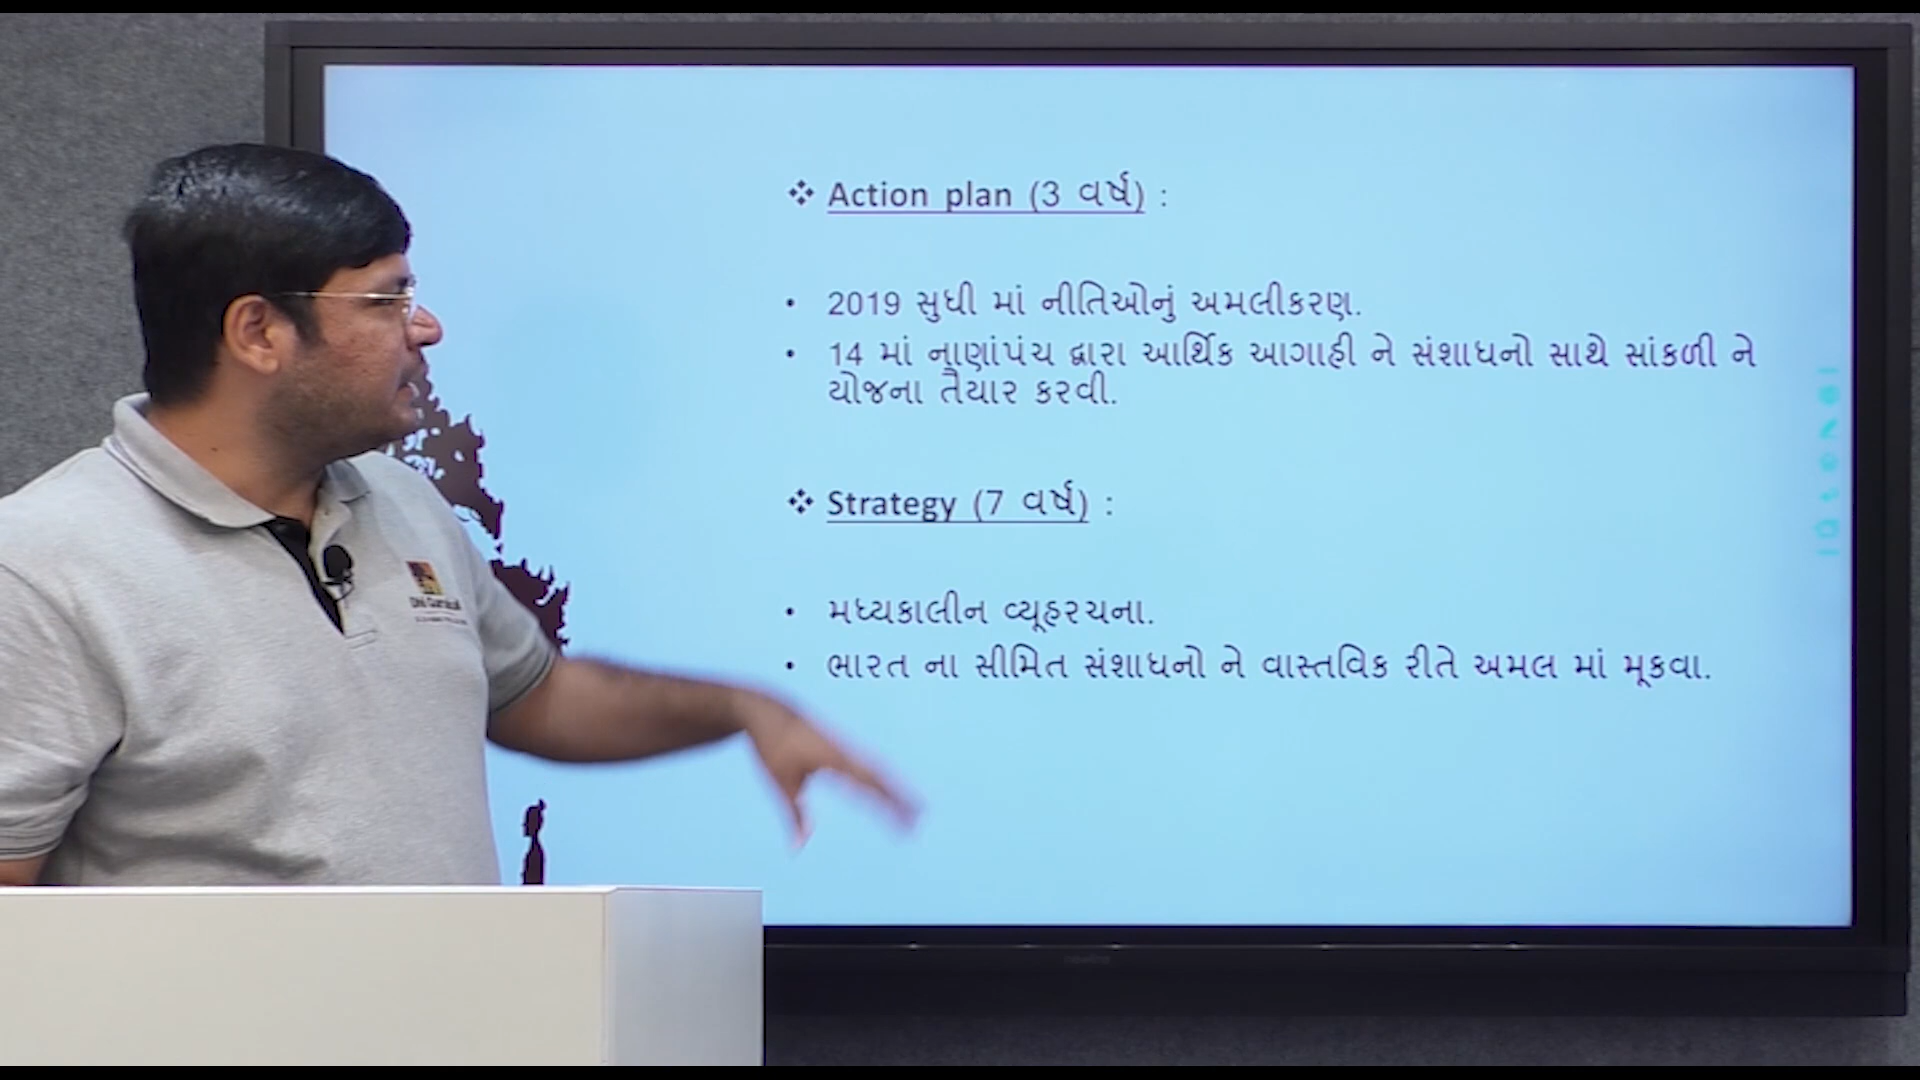 ❖ Action plan (3 વર્ષ) :
• 2019 સુધી માં નીતિઓનું અમલીકરણ.
• 14 માં નાણાંપંચ દ્વારા આર્થિક આગાહી ને સંશાધનો સાથે સાંકળી ને
યોજના તૈયાર કરવી.
❖ Strategy (7 વર્ષ) :
• મધ્યકાલીન વ્યૂહરચના.
• ભારત ના સીમિત સંશાધનો ને વાસ્તવિક રીતે અમલ માં મૂકવા.